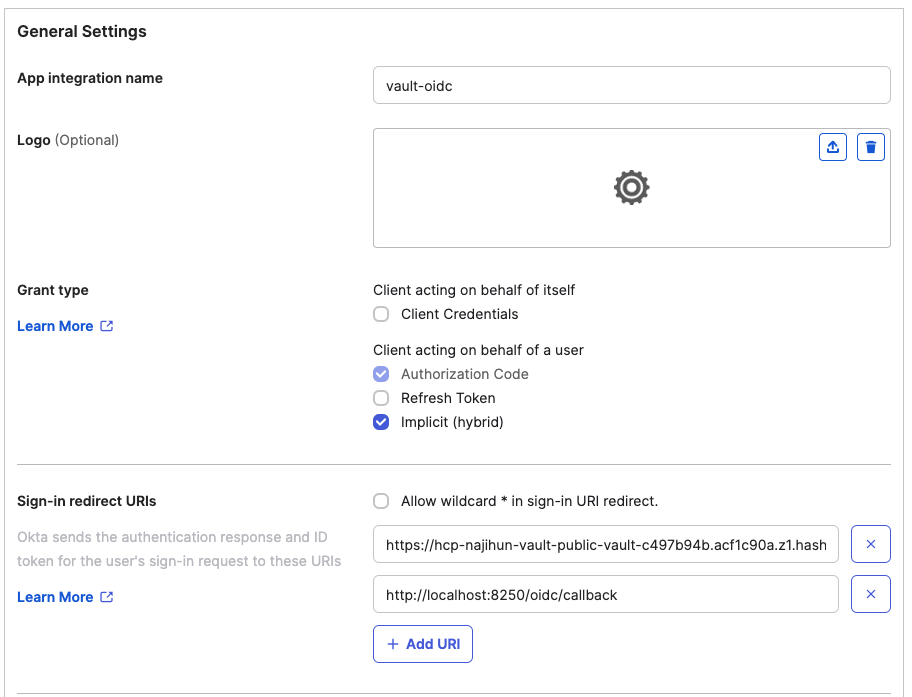 General Settings
App integration name
vault-oidc
Logo (Optional)
Grant type
Learn More
Client acting on behalf of itself
Client Credentials
Client acting on behalf of a user
Authorization Code
Refresh Token
Implicit (hybrid)
Sign-in redirect URIs
Okta sends the authentication response and ID
token for the user's sign-in request to these URIs
Learn More
Allow wildcard * in sign-in URI redirect.
https://hcp-najihun-vault-public-vault-c497b94b.acf1c90a.z1.hash
http://localhost:8250/oidc/callback
+ Add URI